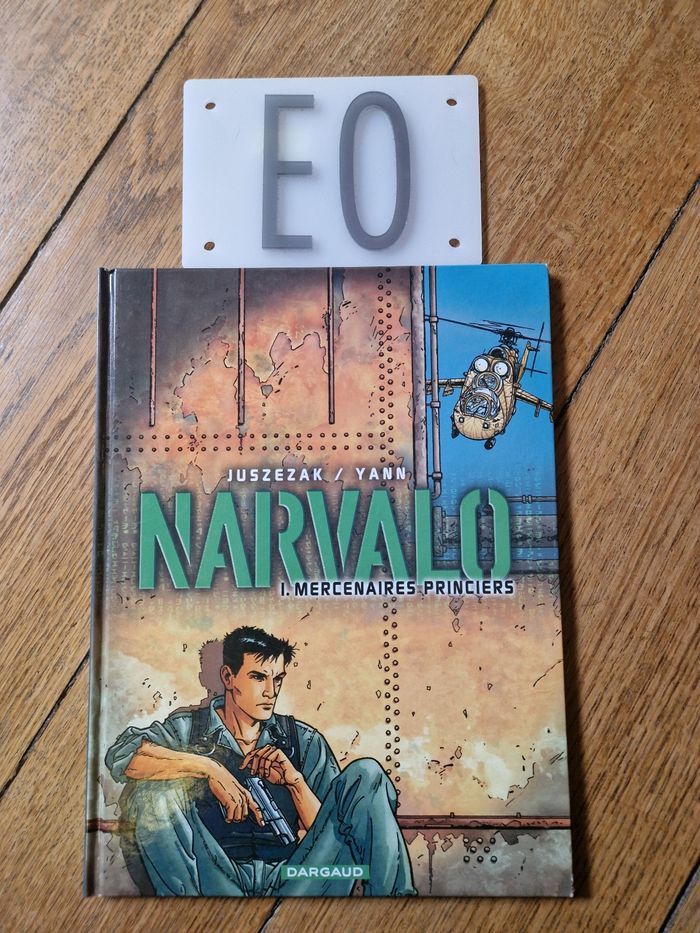 EO
JUSZEZAK / YANN
NARVALO
1. MERCENAIRES PRINCIERS
DARGAUD